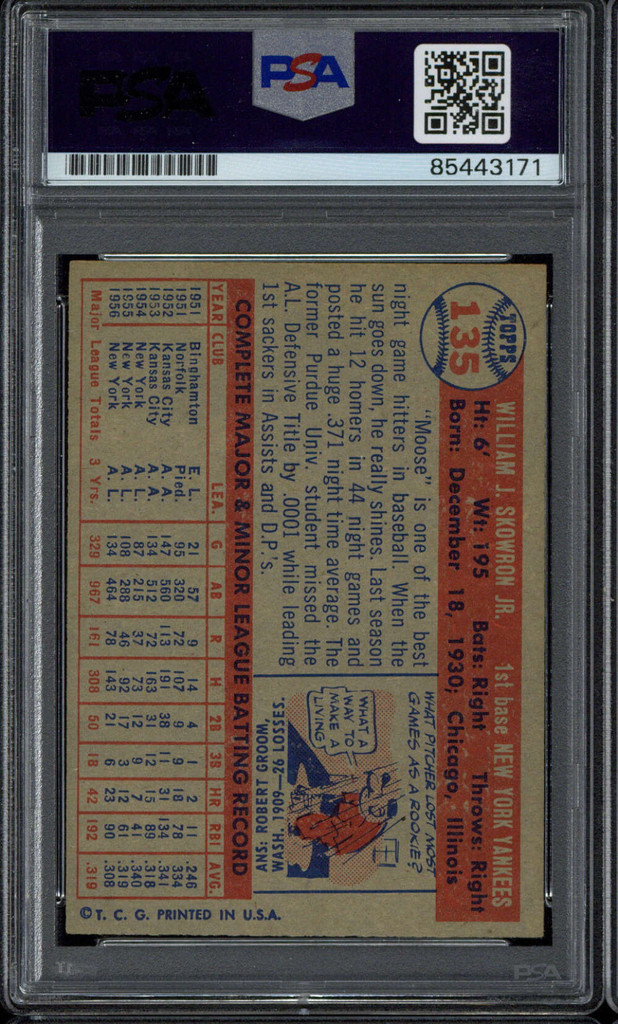 PSA
PSA
85443171
TOPPS
135
WILLIAM J. SKOWRON JR. 1st base NEW YORK YANKEES
Ht: 6' Wt: 195 Bats: Right Throws: Right
Born: December 18, 1930; Chicago, Illinois
"Moose" is one of the best
night game hitters in baseball. When the
sun goes down, he really shines. Last season
he hit 12 homers in 44 night games and
posted a huge .371 night time average. The
former Purdue Univ. student missed the
A.L. Defensive Title by .0001 while leading
1st sackers in Assists and D.P.'s.
WHAT PITCHER LOST MOST
GAMES AS A ROOKIE?
WHAT A
WAY TO
MAKE A
LIVING
ANS: ROBERT GROOM,
WASH. 1909-26 LOSSES.
COMPLETE MAJOR & MINOR LEAGUE BATTING RECORD
YEAR CLUB LEA. G AB R H 2B 3B HR RBI AVG.
1951 Binghamton E. L. 21 57 9 14 4 1 2 11 .246
1951 Norfolk Pied. 95 320 72 107 9 9 18 78 .334
1952 Kansas City A. A. 147 560 113 191 38 11 31 134 .341
1953 Kansas City A. A. 134 512 72 163 31 12 15 89 .318
1954 New York A. L. 87 215 37 73 12 9 7 41 .340
1955 New York A. L. 108 288 46 92 17 3 12 61 .319
1956 New York A. L. 134 464 78 143 21 6 23 90 .308
Major League Totals 3 Yrs. 329 967 161 308 50 18 42 192 .319
© T. C. G. PRINTED IN U.S.A.
PSA